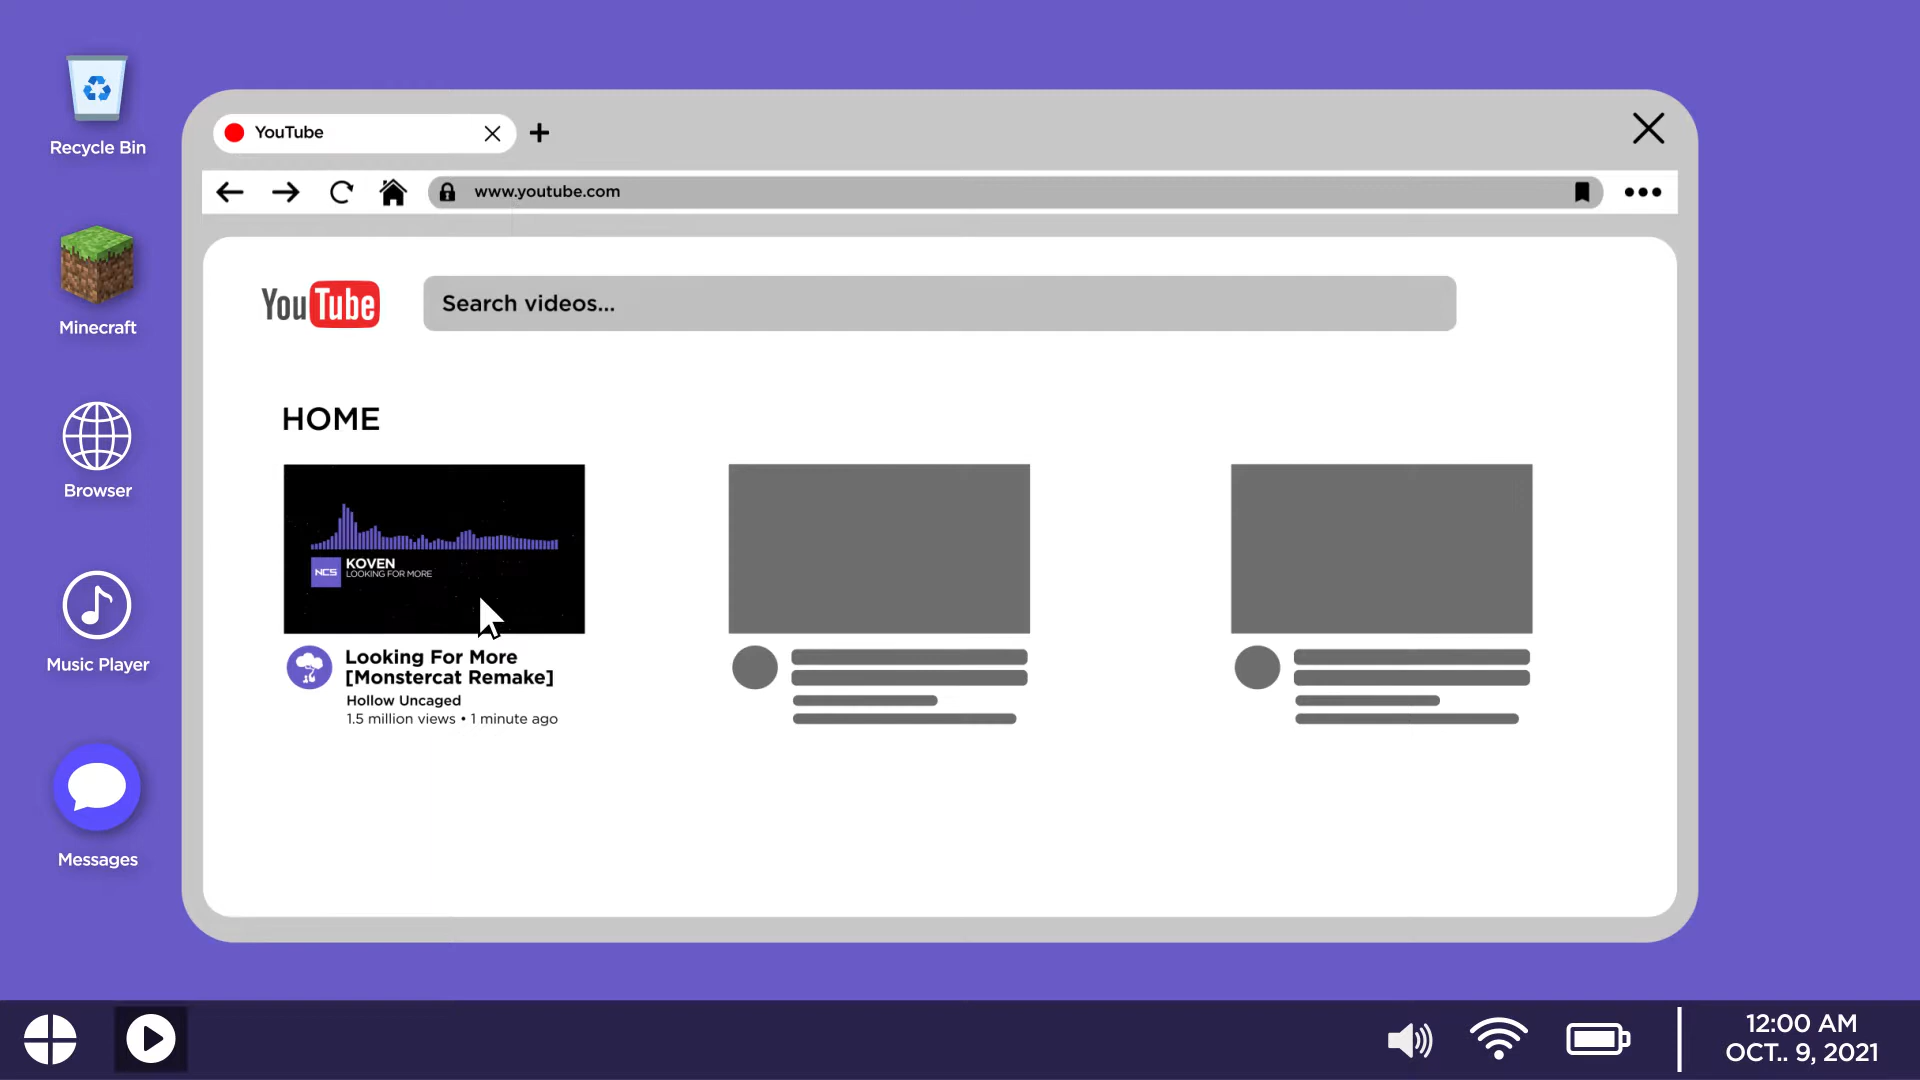 Recycle Bin
Minecraft
Browser
Music Player
Messages
YouTube
www.youtube.com
YouTube
Search videos...
HOME
NCS
KOVEN
LOOKING FOR MORE
Looking For More
[Monstercat Remake]
Hollow Uncaged
1.5 million views • 1 minute ago
12:00 AM
OCT.. 9, 2021